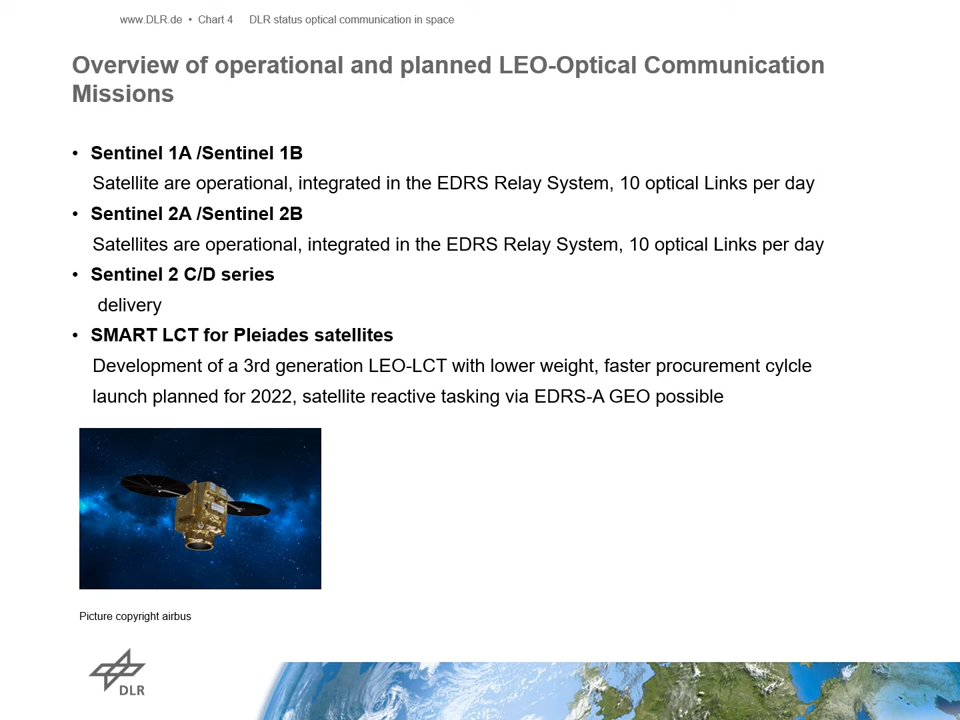 www.DLR.de • Chart 4 DLR status optical communication in space
Overview of operational and planned LEO-Optical Communication
Missions
• Sentinel 1A /Sentinel 1B
Satellite are operational, integrated in the EDRS Relay System, 10 optical Links per day
• Sentinel 2A /Sentinel 2B
Satellites are operational, integrated in the EDRS Relay System, 10 optical Links per day
• Sentinel 2 C/D series
delivery
• SMART LCT for Pleiades satellites
Development of a 3rd generation LEO-LCT with lower weight, faster procurement cylcle
launch planned for 2022, satellite reactive tasking via EDRS-A GEO possible
Picture copyright airbus
DLR